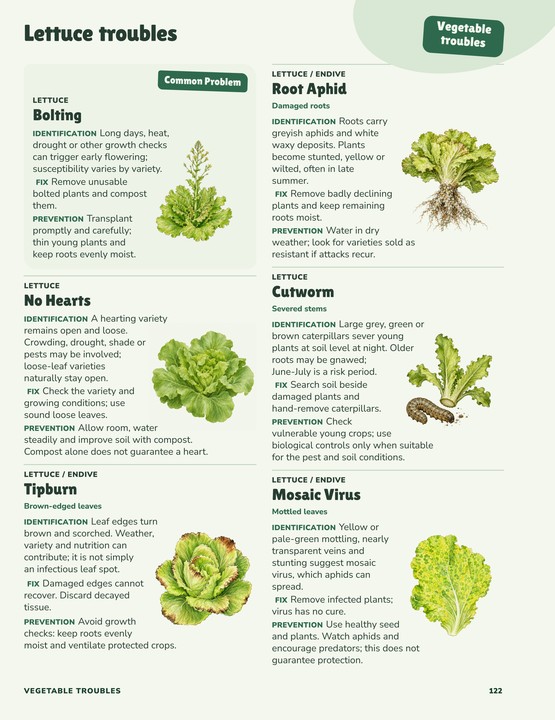 Lettuce troubles
Vegetable
troubles
Common Problem
LETTUCE
Bolting
IDENTIFICATION Long days, heat,
drought or other growth checks
can trigger early flowering;
susceptibility varies by variety.
FIX Remove unusable
bolted plants and compost
them.
PREVENTION Transplant
promptly and carefully;
thin young plants and
keep roots evenly moist.
LETTUCE
No Hearts
IDENTIFICATION A hearting variety
remains open and loose.
Crowding, drought, shade or
pests may be involved;
loose-leaf varieties
naturally stay open.
FIX Check the variety and
growing conditions; use
sound loose leaves.
PREVENTION Allow room, water
steadily and improve soil with compost.
Compost alone does not guarantee a heart.
LETTUCE / ENDIVE
Tipburn
Brown-edged leaves
IDENTIFICATION Leaf edges turn
brown and scorched. Weather,
variety and nutrition can
contribute; it is not simply
an infectious leaf spot.
FIX Damaged edges cannot
recover. Discard decayed
tissue.
PREVENTION Avoid growth
checks: keep roots evenly
moist and ventilate protected crops.
LETTUCE / ENDIVE
Root Aphid
Damaged roots
IDENTIFICATION Roots carry
greyish aphids and white
waxy deposits. Plants
become stunted, yellow or
wilted, often in late
summer.
FIX Remove badly declining
plants and keep remaining
roots moist.
PREVENTION Water in dry
weather; look for varieties sold as
resistant if attacks recur.
LETTUCE
Cutworm
Severed stems
IDENTIFICATION Large grey, green or
brown caterpillars sever young
plants at soil level at night. Older
roots may be gnawed;
June-July is a risk period.
FIX Search soil beside
damaged plants and
hand-remove caterpillars.
PREVENTION Check
vulnerable young crops; use
biological controls only when suitable
for the pest and soil conditions.
LETTUCE / ENDIVE
Mosaic Virus
Mottled leaves
IDENTIFICATION Yellow or
pale-green mottling, nearly
transparent veins and
stunting suggest mosaic
virus, which aphids can
spread.
FIX Remove infected plants;
virus has no cure.
PREVENTION Use healthy seed
and plants. Watch aphids and
encourage predators; this does not
guarantee protection.
VEGETABLE TROUBLES
122